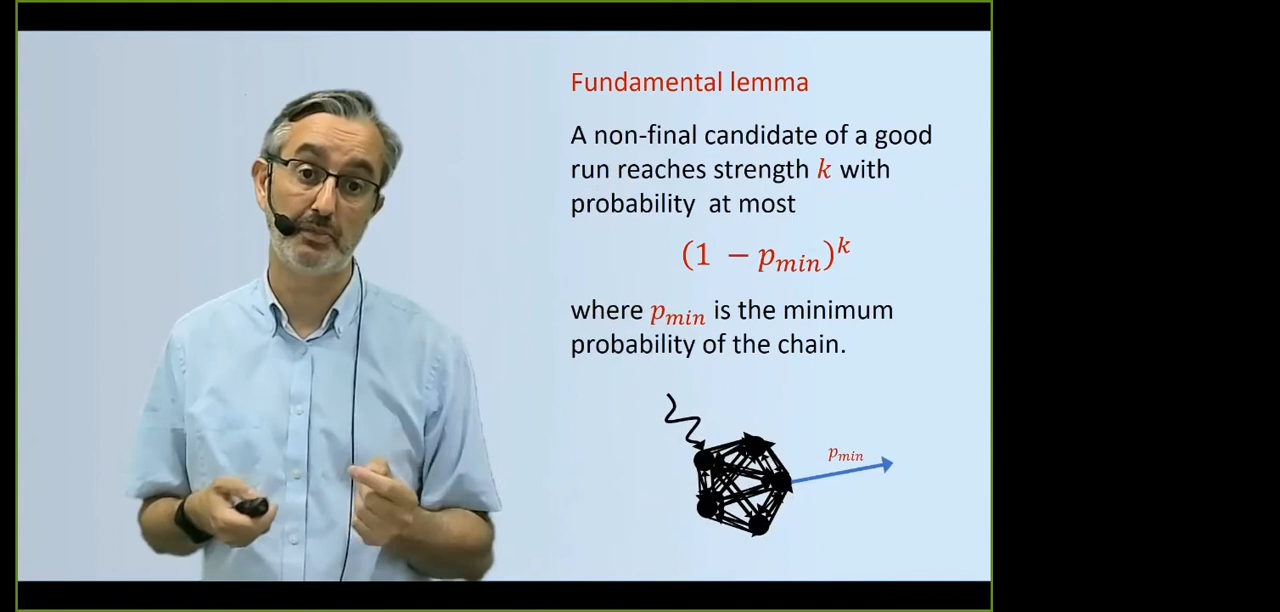 Fundamental lemma
A non-final candidate of a good
run reaches strength k with
probability at most
(1 − p_min)^k
where p_min is the minimum
probability of the chain.
p_min